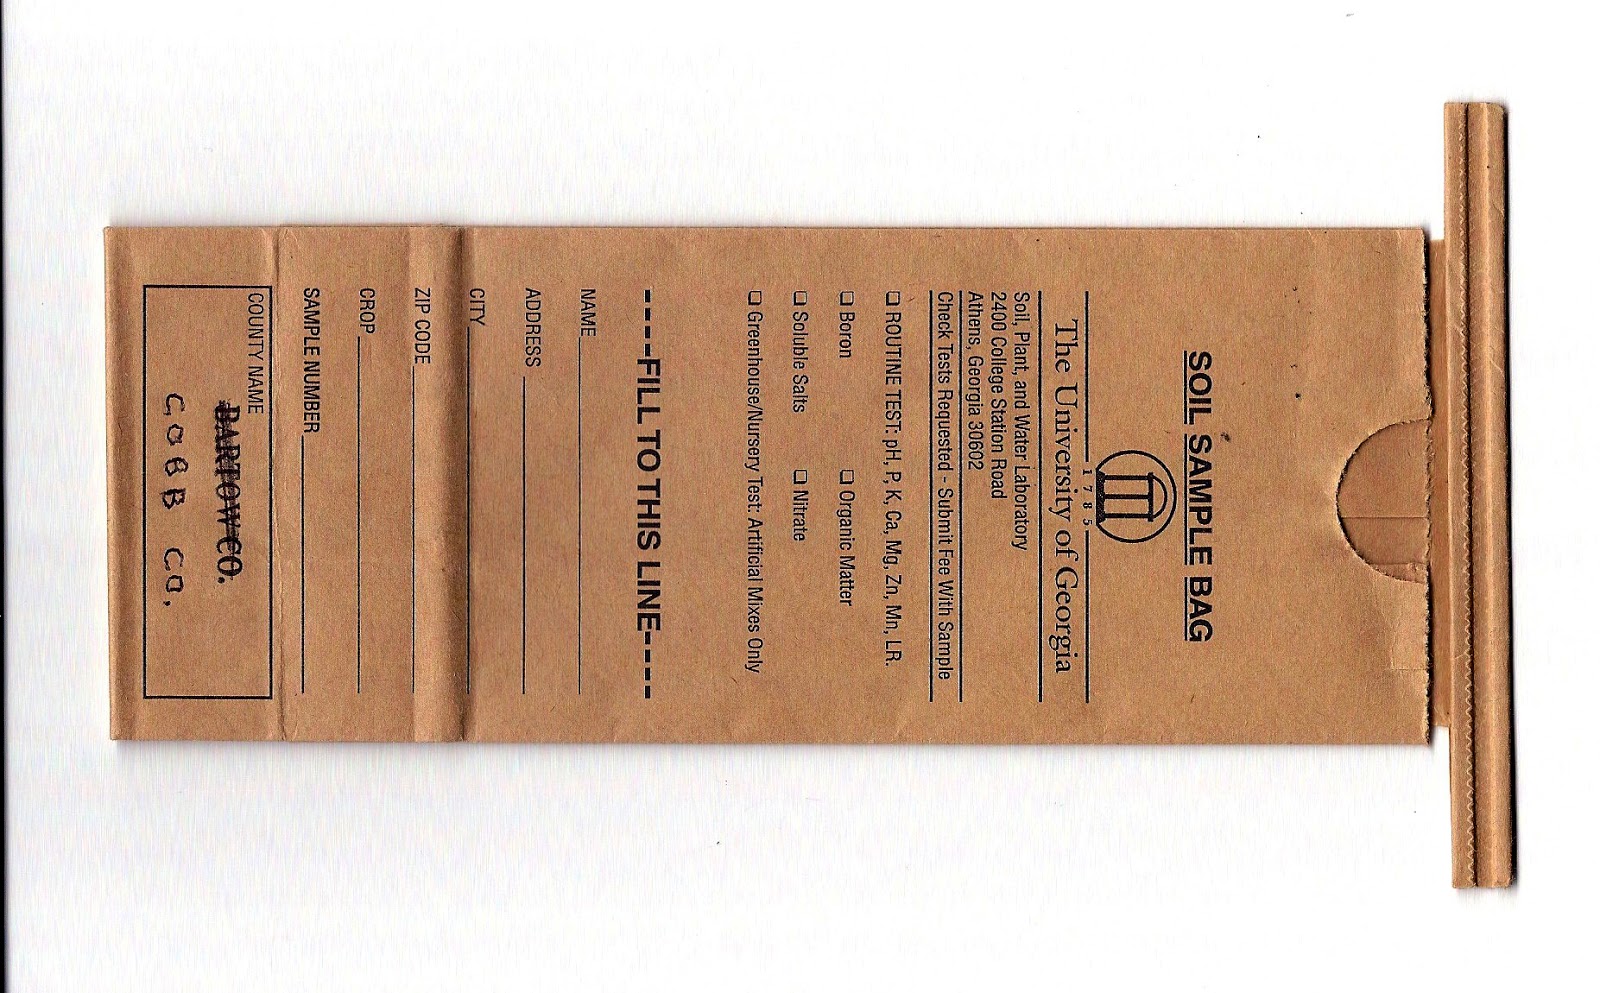 SOIL SAMPLE BAG
1785
The University of Georgia
Soil, Plant, and Water Laboratory
2400 College Station Road
Athens, Georgia 30602
Check Tests Requested - Submit Fee With Sample
☐ ROUTINE TEST: pH, P, K, Ca, Mg, Zn, Mn, LR.
☐ Boron ☐ Organic Matter
☐ Soluble Salts ☐ Nitrate
☐ Greenhouse/Nursery Test: Artificial Mixes Only
----FILL TO THIS LINE----
NAME
ADDRESS
CITY
ZIP CODE
CROP
SAMPLE NUMBER
COUNTY NAME
BARTOW CO.
COBB CO.